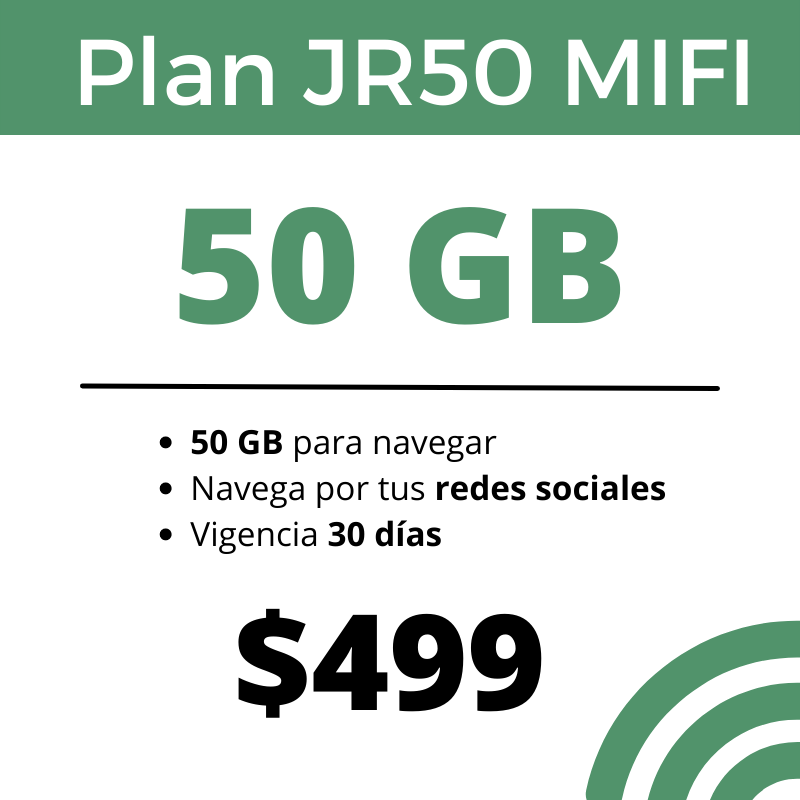 Plan JR50 MIFI
50 GB
• 50 GB para navegar
• Navega por tus redes sociales
• Vigencia 30 días
$499